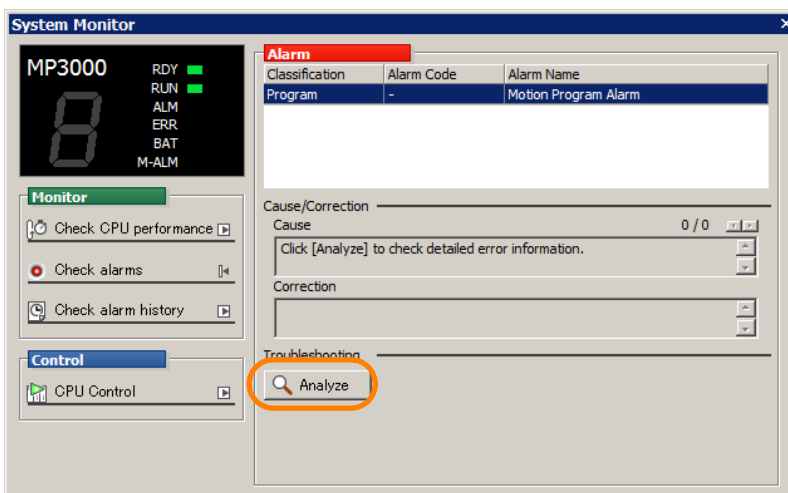 System Monitor
MP3000
RDY
RUN
ALM
ERR
BAT
M-ALM
Monitor
Check CPU performance
Check alarms
Check alarm history
Control
CPU Control
Alarm
Classification Alarm Code Alarm Name
Program - Motion Program Alarm
Cause/Correction
Cause 0 / 0
Click [Analyze] to check detailed error information.
Correction
Troubleshooting
Analyze